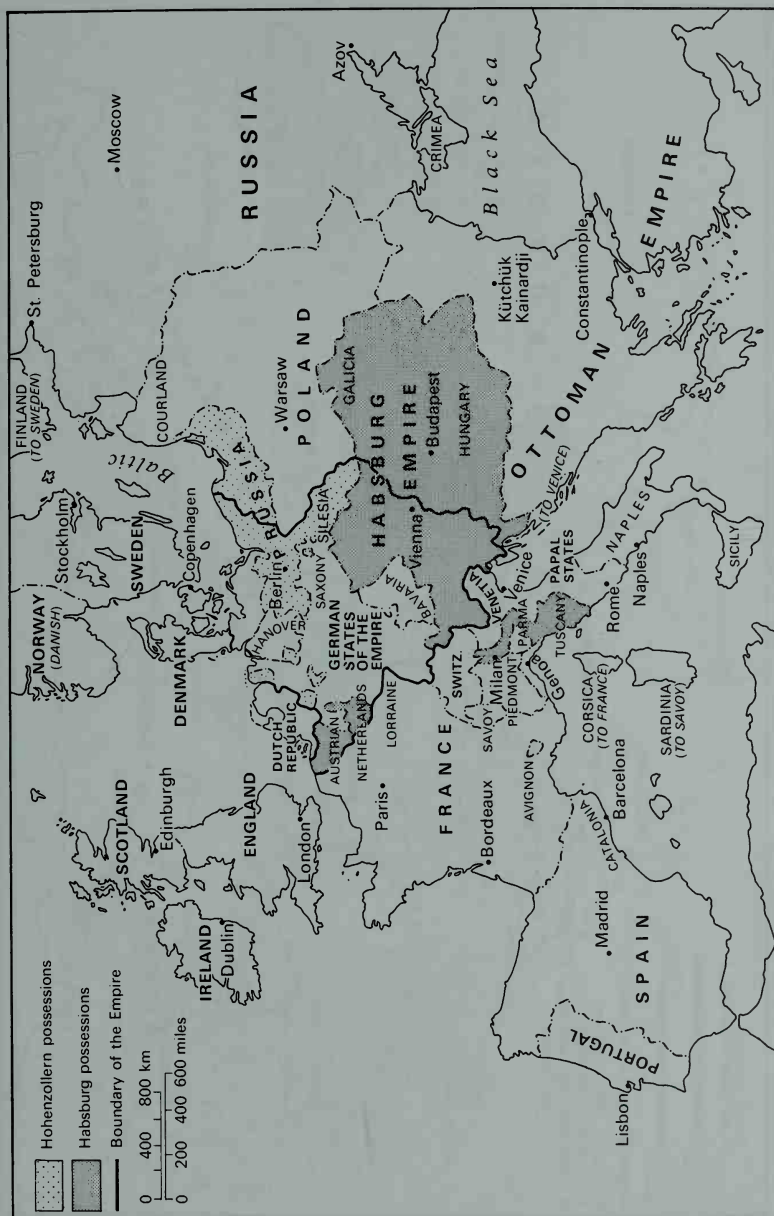 Hohenzollern possessions
Habsburg possessions
Boundary of the Empire
0 400 800 km
0 200 400 600 miles
NORWAY
(DANISH)
FINLAND
(TO SWEDEN)
St. Petersburg
Stockholm
SWEDEN
Baltic
COURLAND
Moscow
RUSSIA
SCOTLAND
Edinburgh
DENMARK
Copenhagen
IRELAND
Dublin
ENGLAND
London
DUTCH
REPUBLIC
HANOVER
Berlin
PRUSSIA
Warsaw
POLAND
AUSTRIAN
NETHERLANDS
GERMAN
STATES
OF THE
EMPIRE
SAXONY
SILESIA
GALICIA
Azov
CRIMEA
Paris
LORRAINE
BAVARIA
Vienna
HABSBURG
EMPIRE
Budapest
HUNGARY
FRANCE
SWITZ.
Bordeaux
SAVOY
PIEDMONT
Milan
VENETIA
Venice
PARMA
Genoa
TUSCANY
(TO VENICE)
Kütchük
Kainardji
Black Sea
AVIGNON
PAPAL
STATES
OTTOMAN
EMPIRE
Constantinople
PORTUGAL
Lisbon
Madrid
SPAIN
CATALONIA
Barcelona
CORSICA
(TO FRANCE)
SARDINIA
(TO SAVOY)
Rome
Naples
NAPLES
SICILY